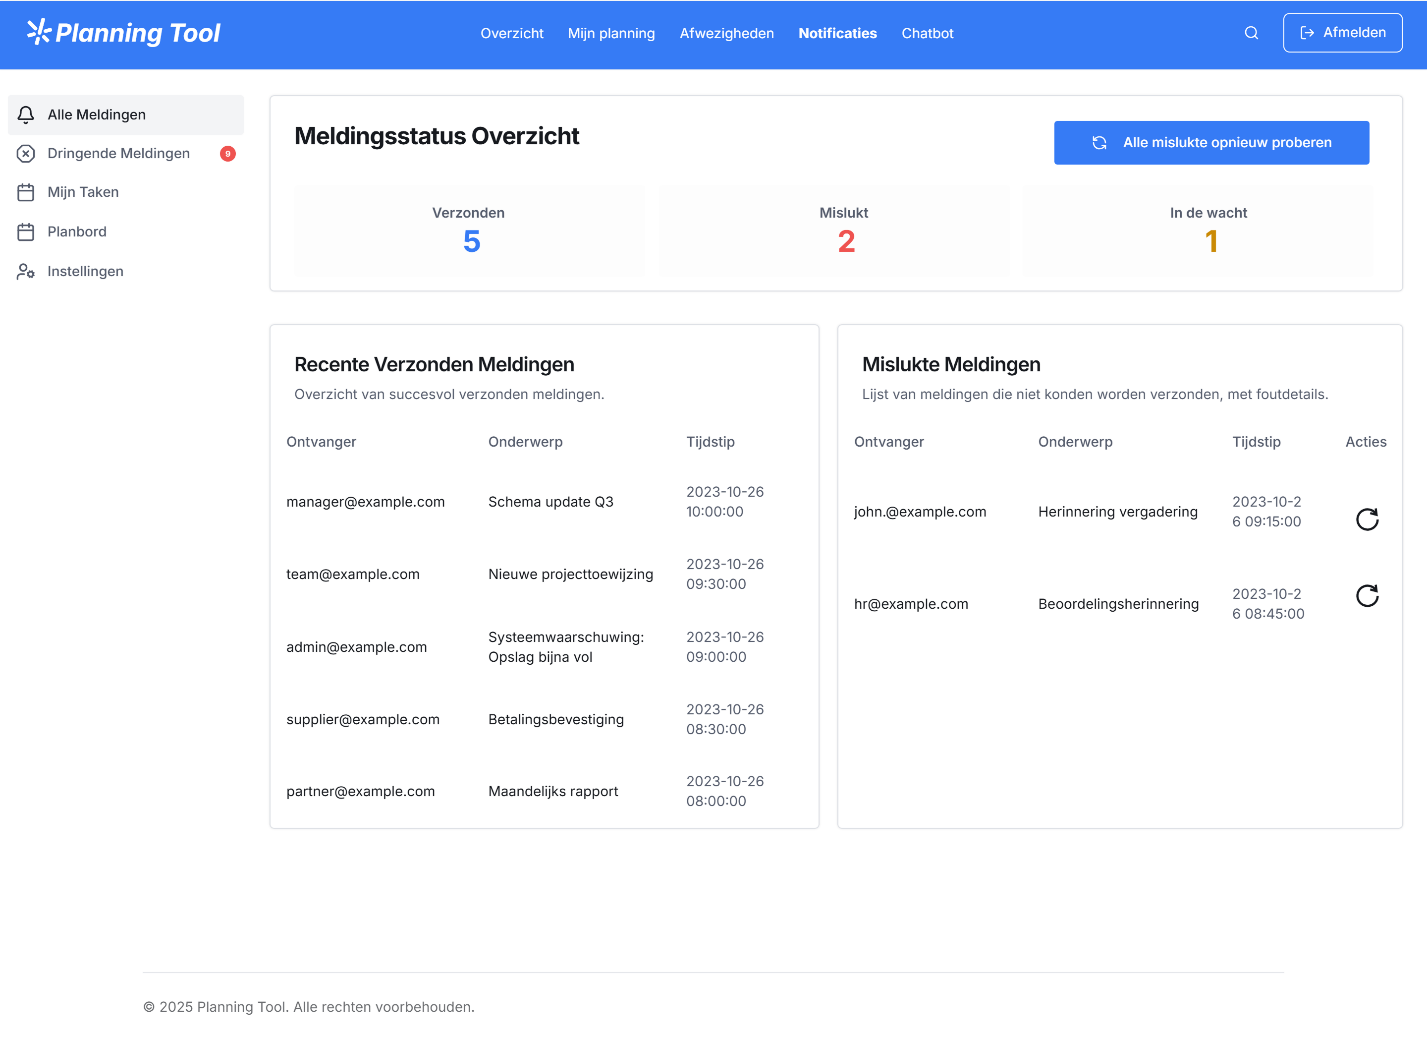 Planning Tool
Overzicht Mijn planning Afwezigheden Notificaties Chatbot
Afmelden
Alle Meldingen
Dringende Meldingen 9
Mijn Taken
Planbord
Instellingen
Meldingsstatus Overzicht
Alle mislukte opnieuw proberen
Verzonden
5
Mislukt
2
In de wacht
1
Recente Verzonden Meldingen
Overzicht van succesvol verzonden meldingen.
Ontvanger Onderwerp Tijdstip
manager@example.com Schema update Q3 2023-10-26
10:00:00
team@example.com Nieuwe projecttoewijzing 2023-10-26
09:30:00
admin@example.com Systeemwaarschuwing: 2023-10-26
Opslag bijna vol 09:00:00
supplier@example.com Betalingsbevestiging 2023-10-26
08:30:00
partner@example.com Maandelijks rapport 2023-10-26
08:00:00
Mislukte Meldingen
Lijst van meldingen die niet konden worden verzonden, met foutdetails.
Ontvanger Onderwerp Tijdstip Acties
john.@example.com Herinnering vergadering 2023-10-2
6 09:15:00
hr@example.com Beoordelingsherinnering 2023-10-2
6 08:45:00
© 2025 Planning Tool. Alle rechten voorbehouden.